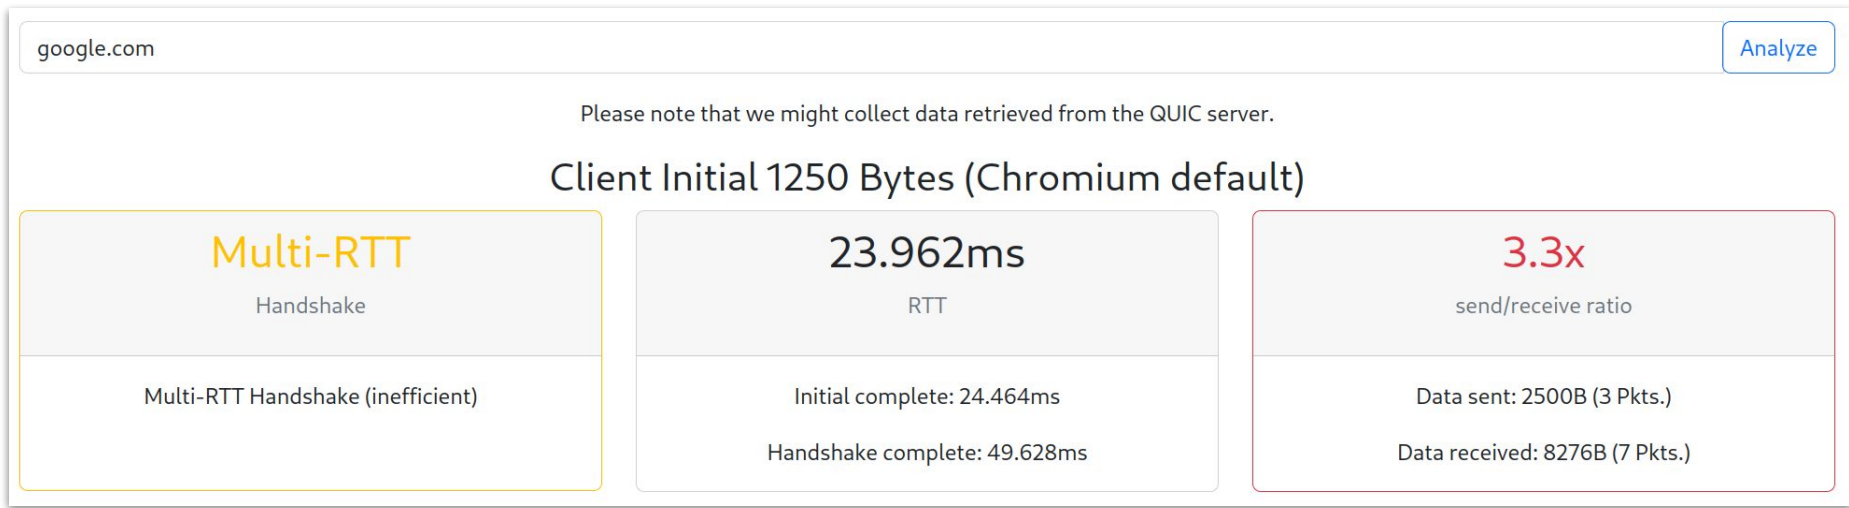 google.com
Analyze
Please note that we might collect data retrieved from the QUIC server.
Client Initial 1250 Bytes (Chromium default)
Multi-RTT
Handshake
Multi-RTT Handshake (inefficient)
23.962ms
RTT
Initial complete: 24.464ms
Handshake complete: 49.628ms
3.3x
send/receive ratio
Data sent: 2500B (3 Pkts.)
Data received: 8276B (7 Pkts.)